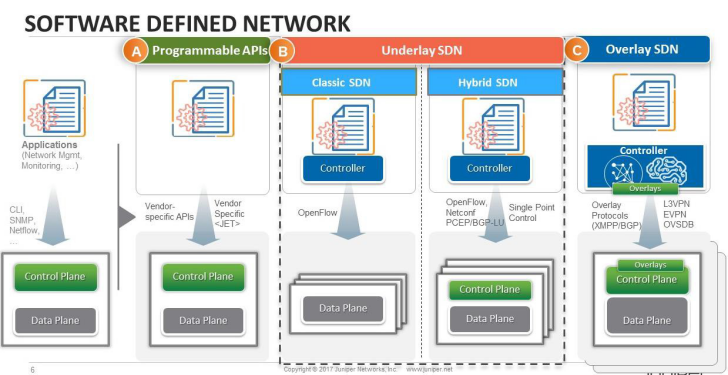 SOFTWARE DEFINED NETWORK
A Programmable APIs
B Underlay SDN
C Overlay SDN
Classic SDN
Hybrid SDN
Applications
(Network Mgmt,
Monitoring, ....)
Controller
Controller
Controller
Overlays
CLI,
SNMP,
Netflow,
...
Vendor-
specific APIs
Vendor
Specific
<JET>
OpenFlow
OpenFlow,
Netconf
PCEP/BGP-LU
Single Point
Control
Overlay
Protocols
(XMPP/BGP)
L3VPN
EVPN
OVSDB
Control Plane
Data Plane
Control Plane
Data Plane
Data Plane
Control Plane
Data Plane
Overlays
Control Plane
Data Plane
6
Copyright © 2017 Juniper Networks, Inc
www.juniper.net